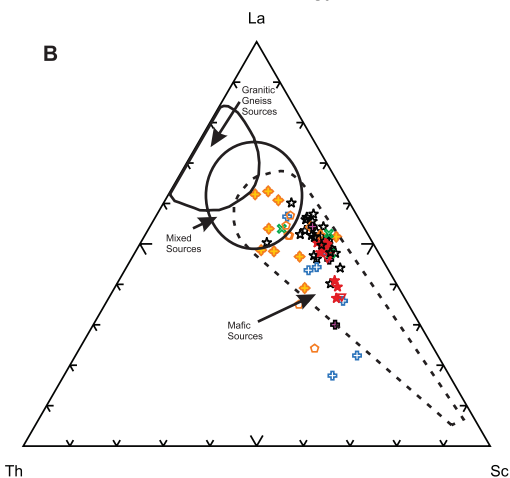 La
B
Granitic
Gneiss
Sources
Mixed
Sources
Mafic
Sources
Th
Sc